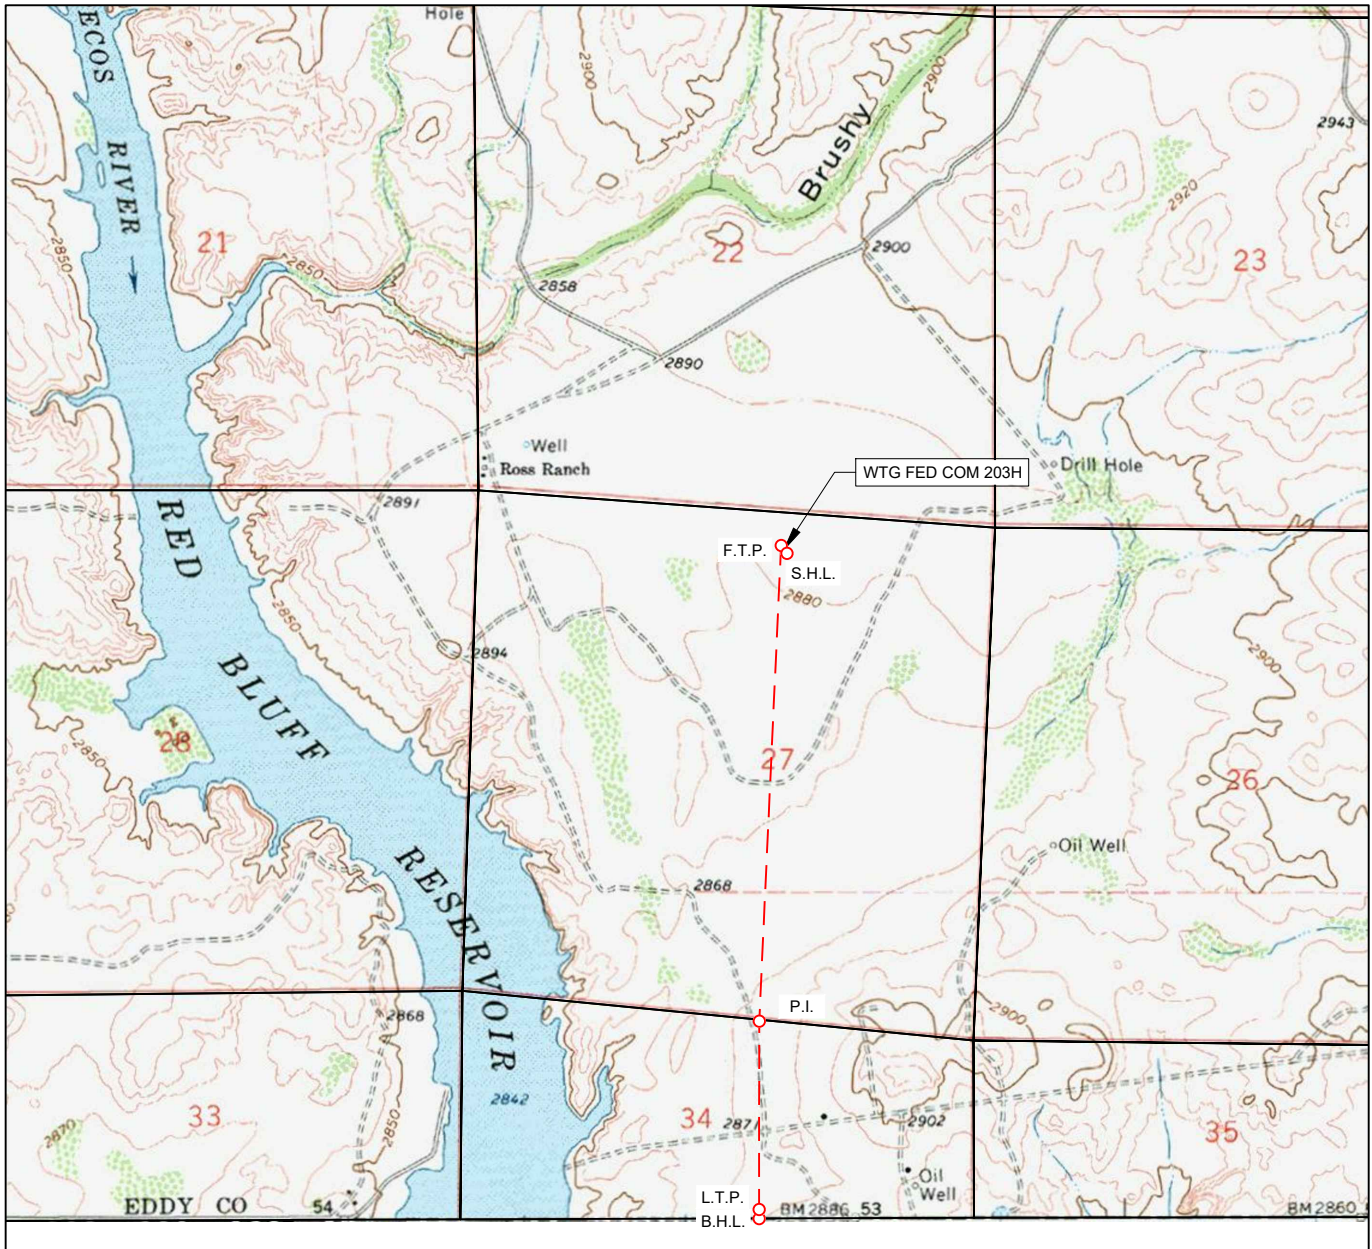 Hole
ECOS
RIVER
2900
2900
Brushy
2943
2920
21
22
23
2850
2850
2858
2900
2890
Well
Ross Ranch
WTG FED COM 203H
Drill Hole
2891
RED
F.T.P.
S.H.L.
2880
2850
2894
2900
BLUFF
28
2850
27
26
Oil Well
RESERVOIR
2868
P.I.
2868
2900
2842
33
34
2871
2902
35
2870
2850
Oil
Well
EDDY CO
54
L.T.P.
B.H.L.
BM 2886
53
BM 2860